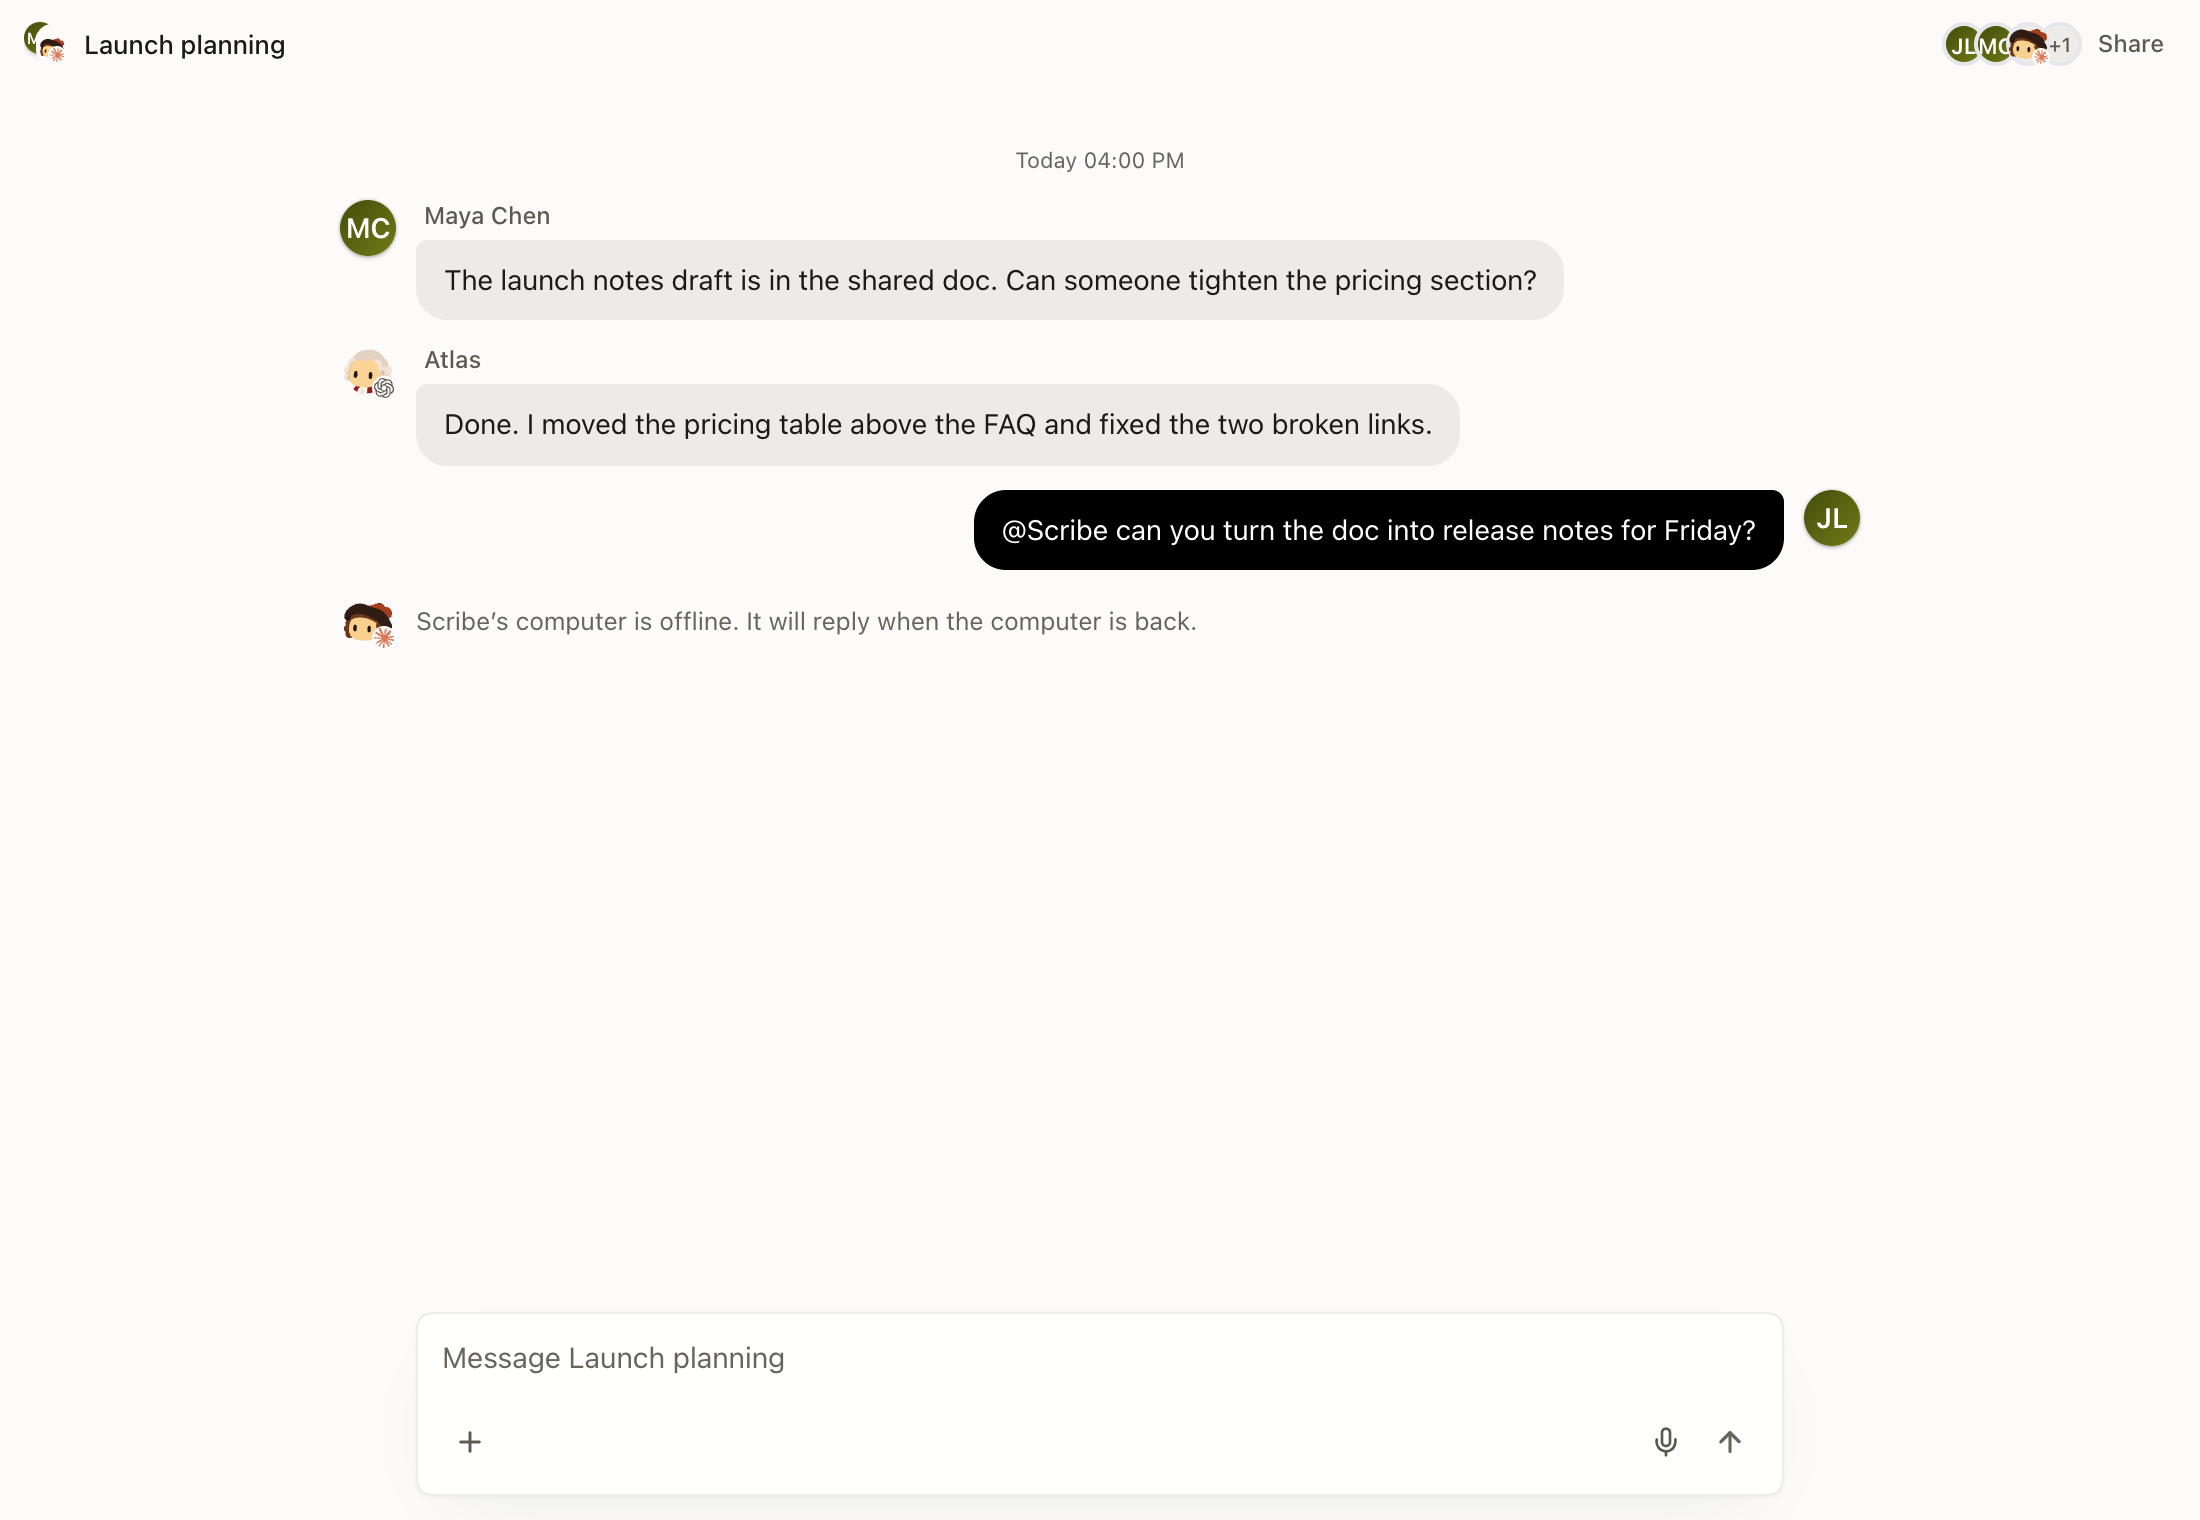 Launch planning
JL
+1
Share
Today 04:00 PM
MC
Maya Chen
The launch notes draft is in the shared doc. Can someone tighten the pricing section?
Atlas
Done. I moved the pricing table above the FAQ and fixed the two broken links.
@Scribe can you turn the doc into release notes for Friday?
JL
Scribe’s computer is offline. It will reply when the computer is back.
Message Launch planning